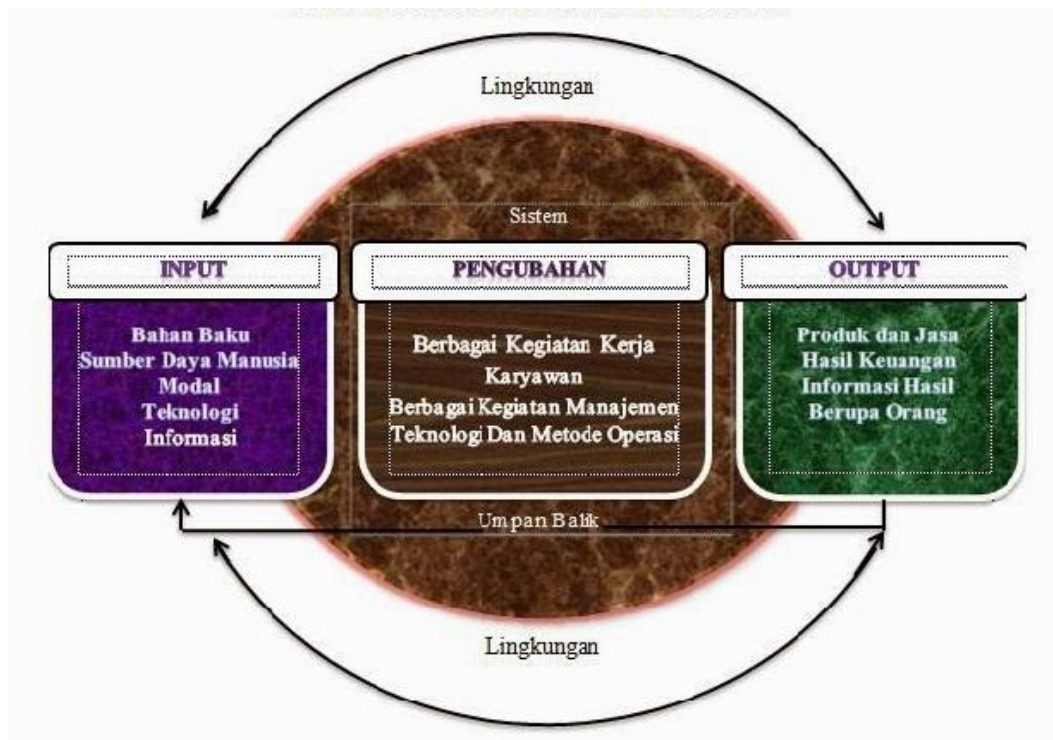 Lingkungan
Sistem
INPUT
Bahan Baku
Sumber Daya Manusia
Modal
Teknologi
Informasi
PENGUBAHAN
Berbagai Kegiatan Kerja
Karyawan
Berbagai Kegiatan Manajemen
Teknologi Dan Metode Operasi
OUTPUT
Produk dan Jasa
Hasil Keuangan
Informasi Hasil
Berupa Orang
Umpan Balik
Lingkungan